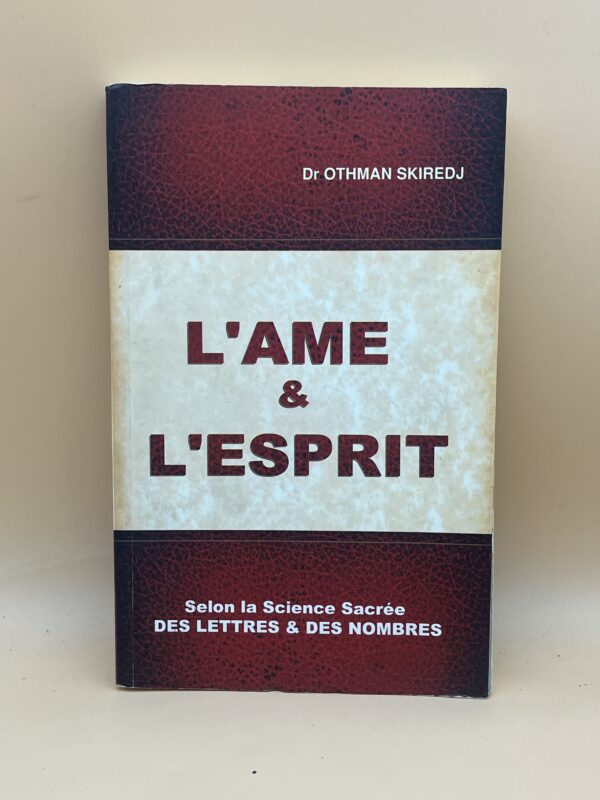 Dr OTHMAN SKIREDJ
L'AME
&
L'ESPRIT
Selon la Science Sacrée
DES LETTRES & DES NOMBRES